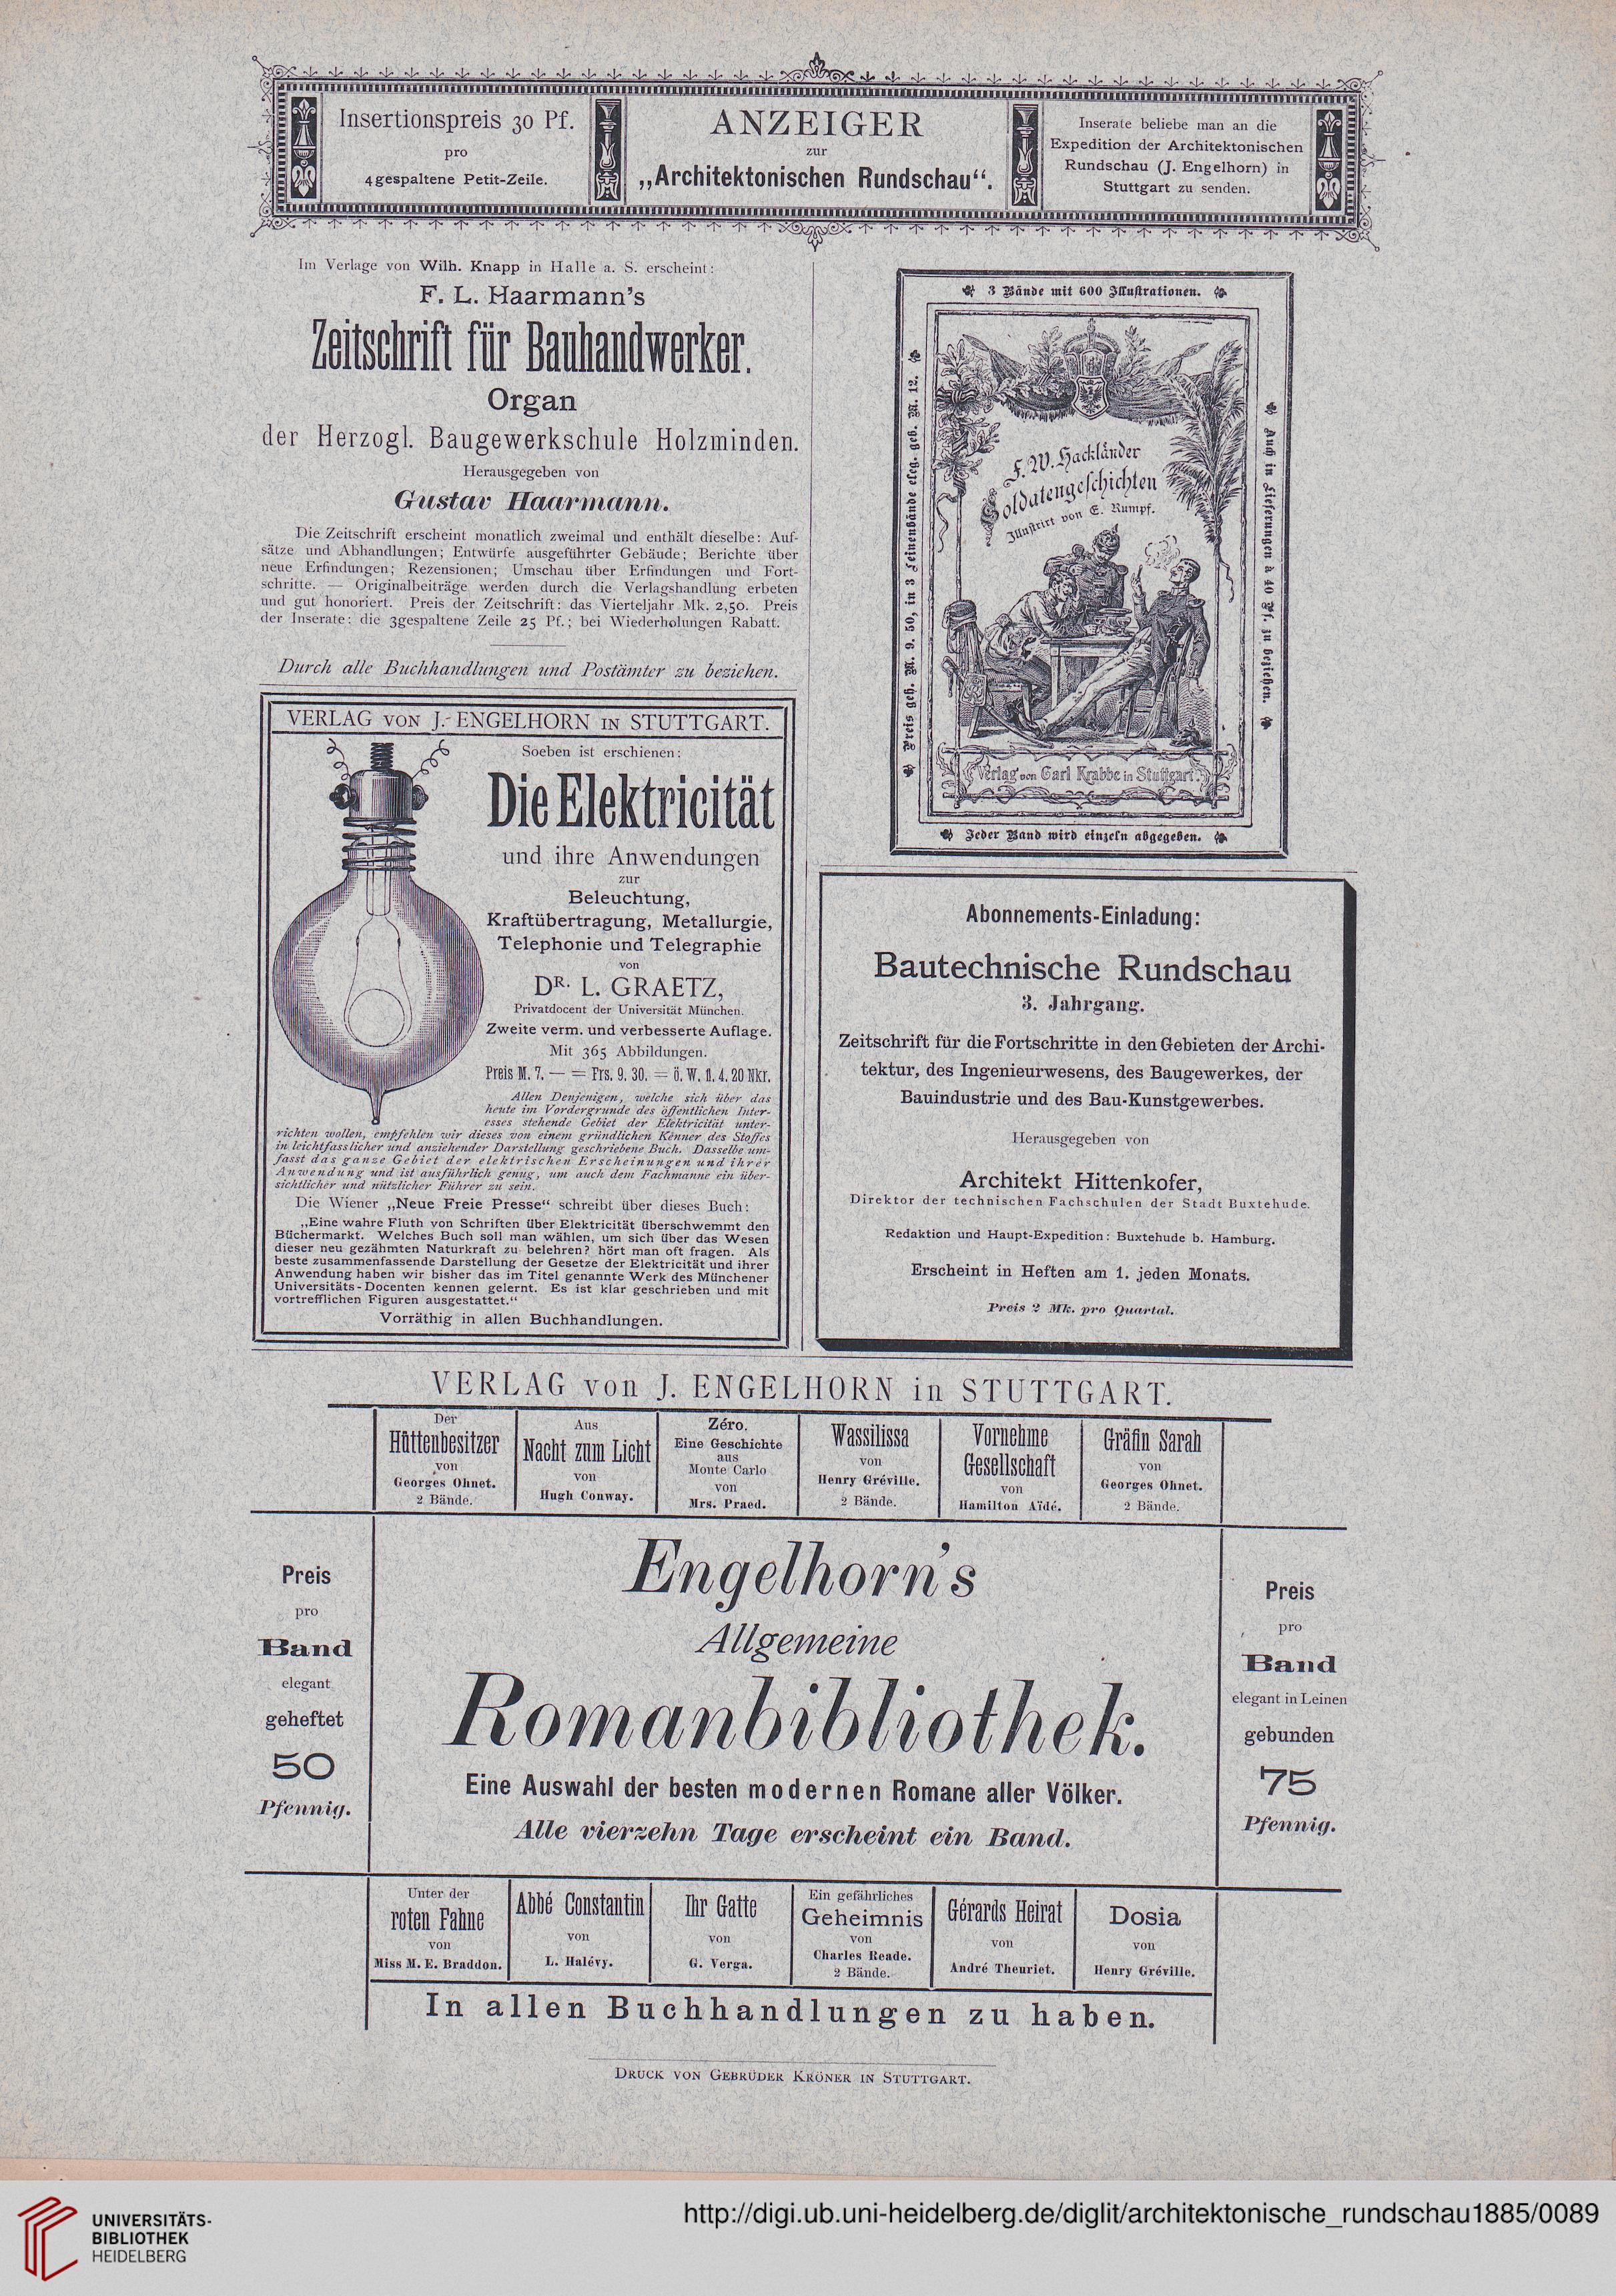 Insertionspreis 30 Pf.
pro
4gespaltene Petit-Zeile.
ANZEIGER
zur
„Architektonischen Rundschau“.
Inserate beliebe man an die
Expedition der Architektonischen
Rundschau (J. Engelhorn) in
Stuttgart zu senden.
Im Verlage von Wilh. Knapp in Halle a. S. erscheint:
F. L. Haarmann's
Zeitschrift für Bauhandwerker.
Organ
der Herzogl. Baugewerkschule Holzminden.
Herausgegeben von
Gustav Haarmann.
Die Zeitschrift erscheint monatlich zweimal und enthält dieselbe: Auf-
sätze und Abhandlungen; Entwürfe ausgeführter Gebäude; Berichte über
neue Erfindungen; Rezensionen; Umschau über Erfindungen und Fort-
schritte. — Originalbeiträge werden durch die Verlagshandlung erbeten
und gut honoriert. Preis der Zeitschrift: das Vierteljahr Mk. 2,50. Preis
der Inserate: die 3gespaltene Zeile 25 Pf.; bei Wiederholungen Rabatt.
Durch alle Buchhandlungen und Postämter zu beziehen.
VERLAG VON J. ENGELHORN IN STUTTGART.
Soeben ist erschienen:
Die Elektricität
und ihre Anwendungen
zur
Beleuchtung,
Kraftübertragung, Metallurgie,
Telephonie und Telegraphie
von
DR. L. GRAETZ,
Privatdocent der Universität München.
Zweite verm. und verbesserte Auflage.
Mit 365 Abbildungen.
Preis M. 7. — = Frs. 9. 30. = ö. W. fl. 4. 20 Nkr.
Allen Denjenigen, welche sich über das
heute im Vordergrunde des öffentlichen Inter-
esses stehende Gebiet der Elektricität unter-
richten wollen, empfehlen wir dieses von einem gründlichen Kenner des Stoffes
in leichtfasslicher und anziehender Darstellung geschriebene Buch. Dasselbe um-
fasst das ganze Gebiet der elektrischen Erscheinungen und ihrer
Anwendung und ist ausführlich genug, um auch dem Fachmanne ein über-
sichtlicher und nützlicher Führer zu sein.
Die Wiener „Neue Freie Presse“ schreibt über dieses Buch:
„Eine wahre Fluth von Schriften über Elektricität überschwemmt den
Büchermarkt. Welches Buch soll man wählen, um sich über das Wesen
dieser neu gezähmten Naturkraft zu belehren? hört man oft fragen. Als
beste zusammenfassende Darstellung der Gesetze der Elektricität und ihrer
Anwendung haben wir bisher das im Titel genannte Werk des Münchener
Universitäts-Docenten kennen gelernt. Es ist klar geschrieben und mit
vortrefflichen Figuren ausgestattet.“
Vorräthig in allen Buchhandlungen.
3 Bände mit 600 Illustrationen.
Preis geh. M. 9. 50, in 3 Leinenbände eleg. geb. M. 12.
F. W. Hackländer
Soldatengeschichten
Illustrirt von E. Rumpf.
Verlag von Carl Krabbe in Stuttgart.
Auch in Lieferungen à 40 Pf. zu beziehen.
Jeder Band wird einzeln abgegeben.
Abonnements-Einladung:
Bautechnische Rundschau
3. Jahrgang.
Zeitschrift für die Fortschritte in den Gebieten der Archi-
tektur, des Ingenieurwesens, des Baugewerkes, der
Bauindustrie und des Bau-Kunstgewerbes.
Herausgegeben von
Architekt Hittenkofer,
Direktor der technischen Fachschulen der Stadt Buxtehude.
Redaktion und Haupt-Expedition: Buxtehude b. Hamburg.
Erscheint in Heften am 1. jeden Monats.
Preis 2 Mk. pro Quartal.
VERLAG von J. ENGELHORN in STUTTGART.
Der
Hüttenbesitzer
von
Georges Ohnet.
2 Bände.
Aus
Nacht zum Licht
von
Hugh Conway.
Zéro.
Eine Geschichte
aus
Monte Carlo
von
Mrs. Praed.
Wassilissa
von
Henry Gréville.
2 Bände.
Vornehme
Gesellschaft
von
Hamilton Aïdé.
Gräfin Sarah
von
Georges Ohnet.
2 Bände.
Preis
pro
Band
elegant
geheftet
50
Pfennig.
Engelhorn's
Allgemeine
Romanbibliothek.
Eine Auswahl der besten modernen Romane aller Völker.
Alle vierzehn Tage erscheint ein Band.
Preis
pro
Band
elegant in Leinen
gebunden
75
Pfennig.
Unter der
roten Fahne
von
Miss M. E. Braddon.
Abbé Constantin
von
L. Halévy.
Ihr Gatte
von
G. Verga.
Ein gefährliches
Geheimnis
von
Charles Reade.
2 Bände.
Gérards Heirat
von
André Theuriet.
Dosia
von
Henry Gréville.
In allen Buchhandlungen zu haben.
DRUCK VON GEBRÜDER KRÖNER IN STUTTGART.
UNIVERSITÄTS-
BIBLIOTHEK
HEIDELBERG
http://digi.ub.uni-heidelberg.de/diglit/architektonische_rundschau1885/0089